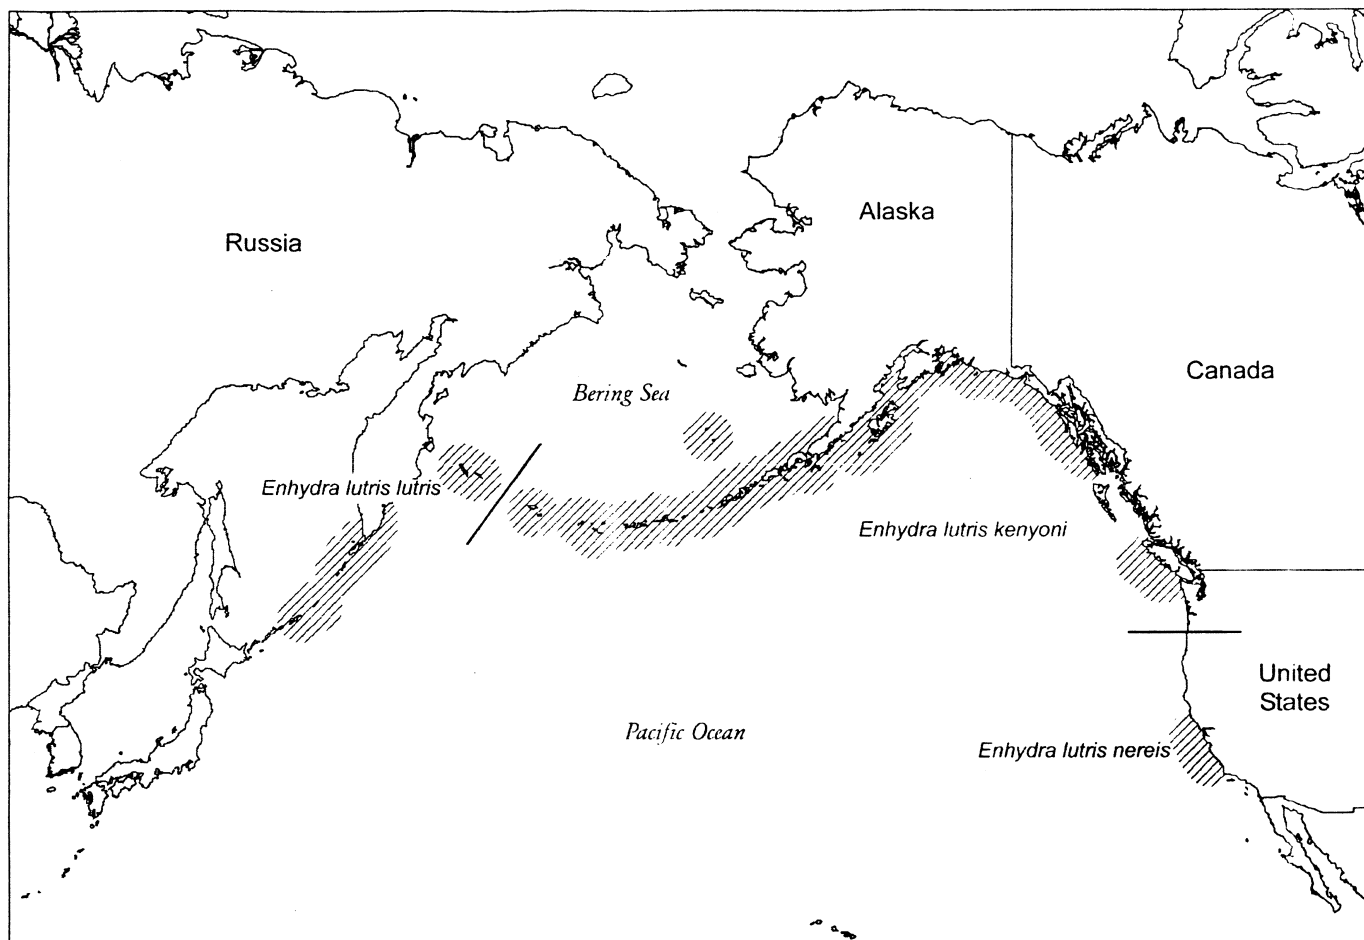 Alaska
Russia
Canada
Bering Sea
Enhydra lutris lutris
Enhydra lutris kenyoni
United
States
Pacific Ocean
Enhydra lutris nereis